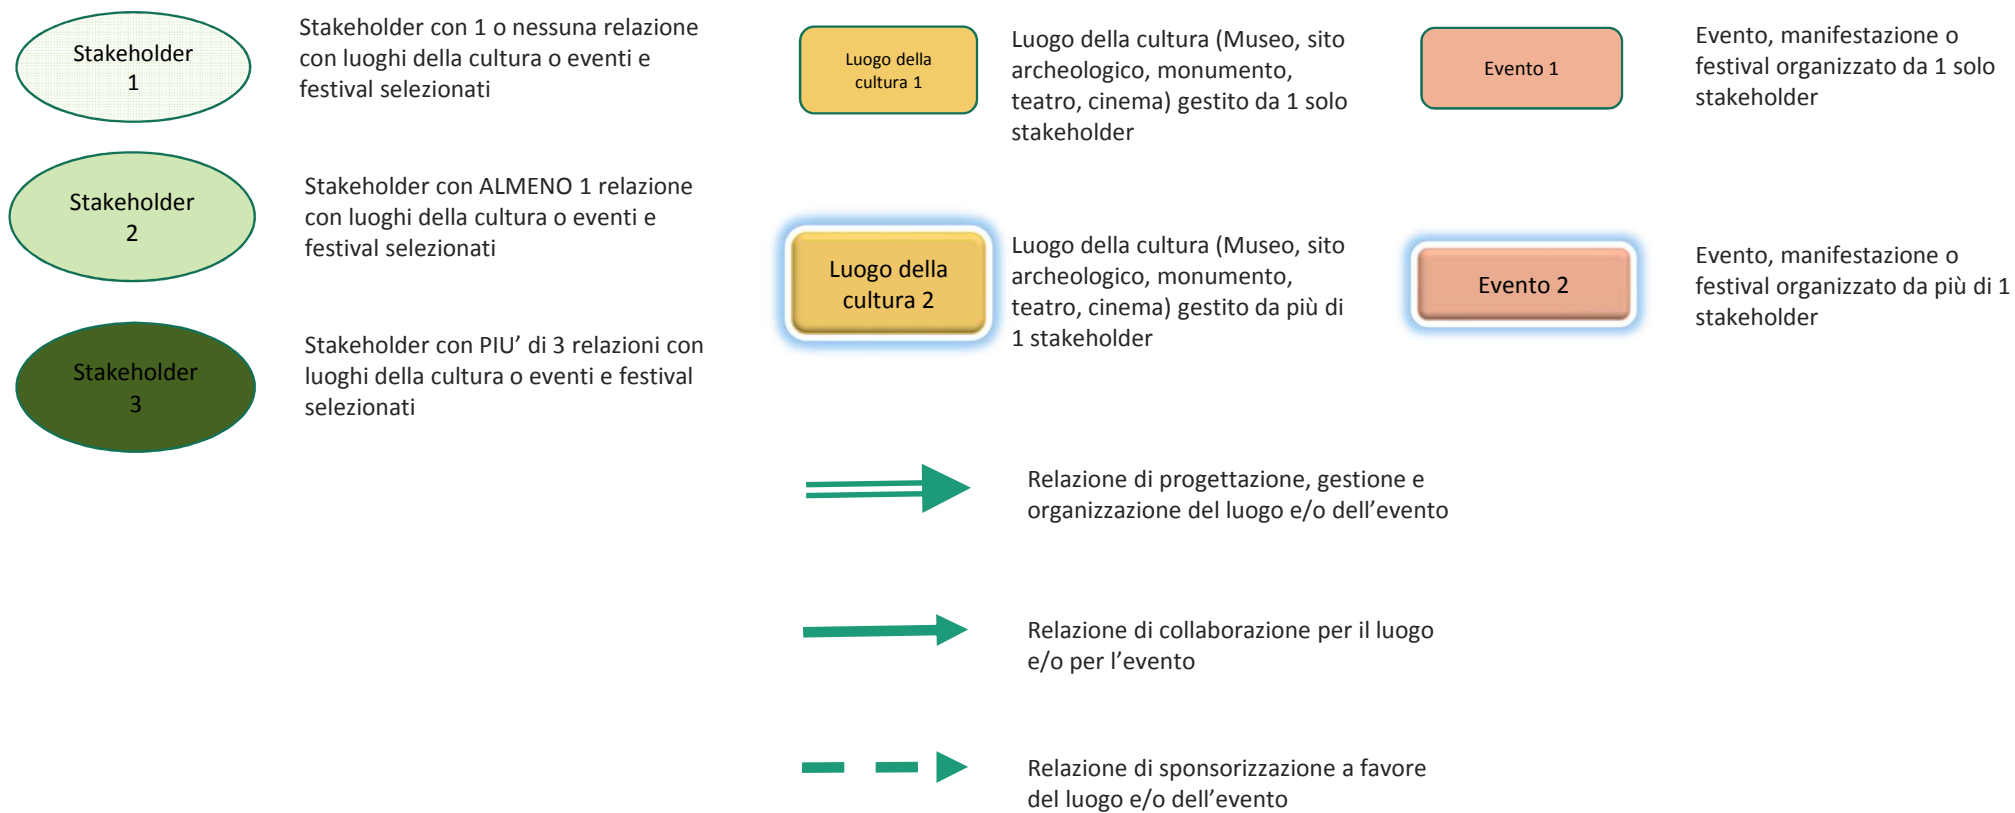 Stakeholder
1
Stakeholder con 1 o nessuna relazione
con luoghi della cultura o eventi e
festival selezionati
Stakeholder
2
Stakeholder con ALMENO 1 relazione
con luoghi della cultura o eventi e
festival selezionati
Stakeholder
3
Stakeholder con PIU’ di 3 relazioni con
luoghi della cultura o eventi e festival
selezionati
Luogo della
cultura 1
Luogo della cultura (Museo, sito
archeologico, monumento,
teatro, cinema) gestito da 1 solo
stakeholder
Luogo della
cultura 2
Luogo della cultura (Museo, sito
archeologico, monumento,
teatro, cinema) gestito da più di
1 stakeholder
Evento 1
Evento, manifestazione o
festival organizzato da 1 solo
stakeholder
Evento 2
Evento, manifestazione o
festival organizzato da più di 1
stakeholder
Relazione di progettazione, gestione e
organizzazione del luogo e/o dell’evento
Relazione di collaborazione per il luogo
e/o per l’evento
Relazione di sponsorizzazione a favore
del luogo e/o dell’evento